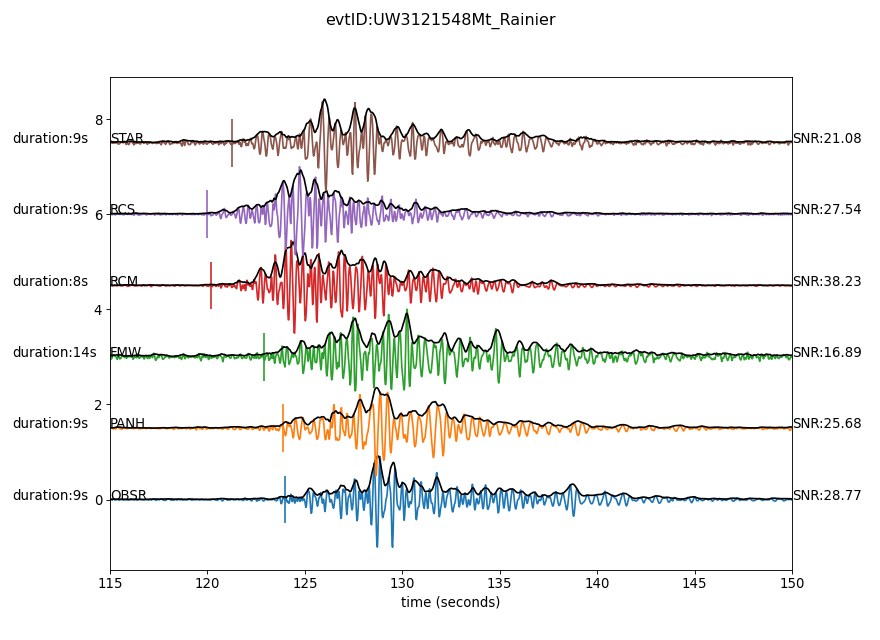 evtID:UW3121548Mt_Rainier
8
duration:9s STAR SNR:21.08
duration:9s RCS SNR:27.54
6
duration:8s RCM SNR:38.23
4
duration:14s FMW SNR:16.89
2
duration:9s PANH SNR:25.68
duration:9s OBSR SNR:28.77
0
115 120 125 130 135 140 145 150
time (seconds)